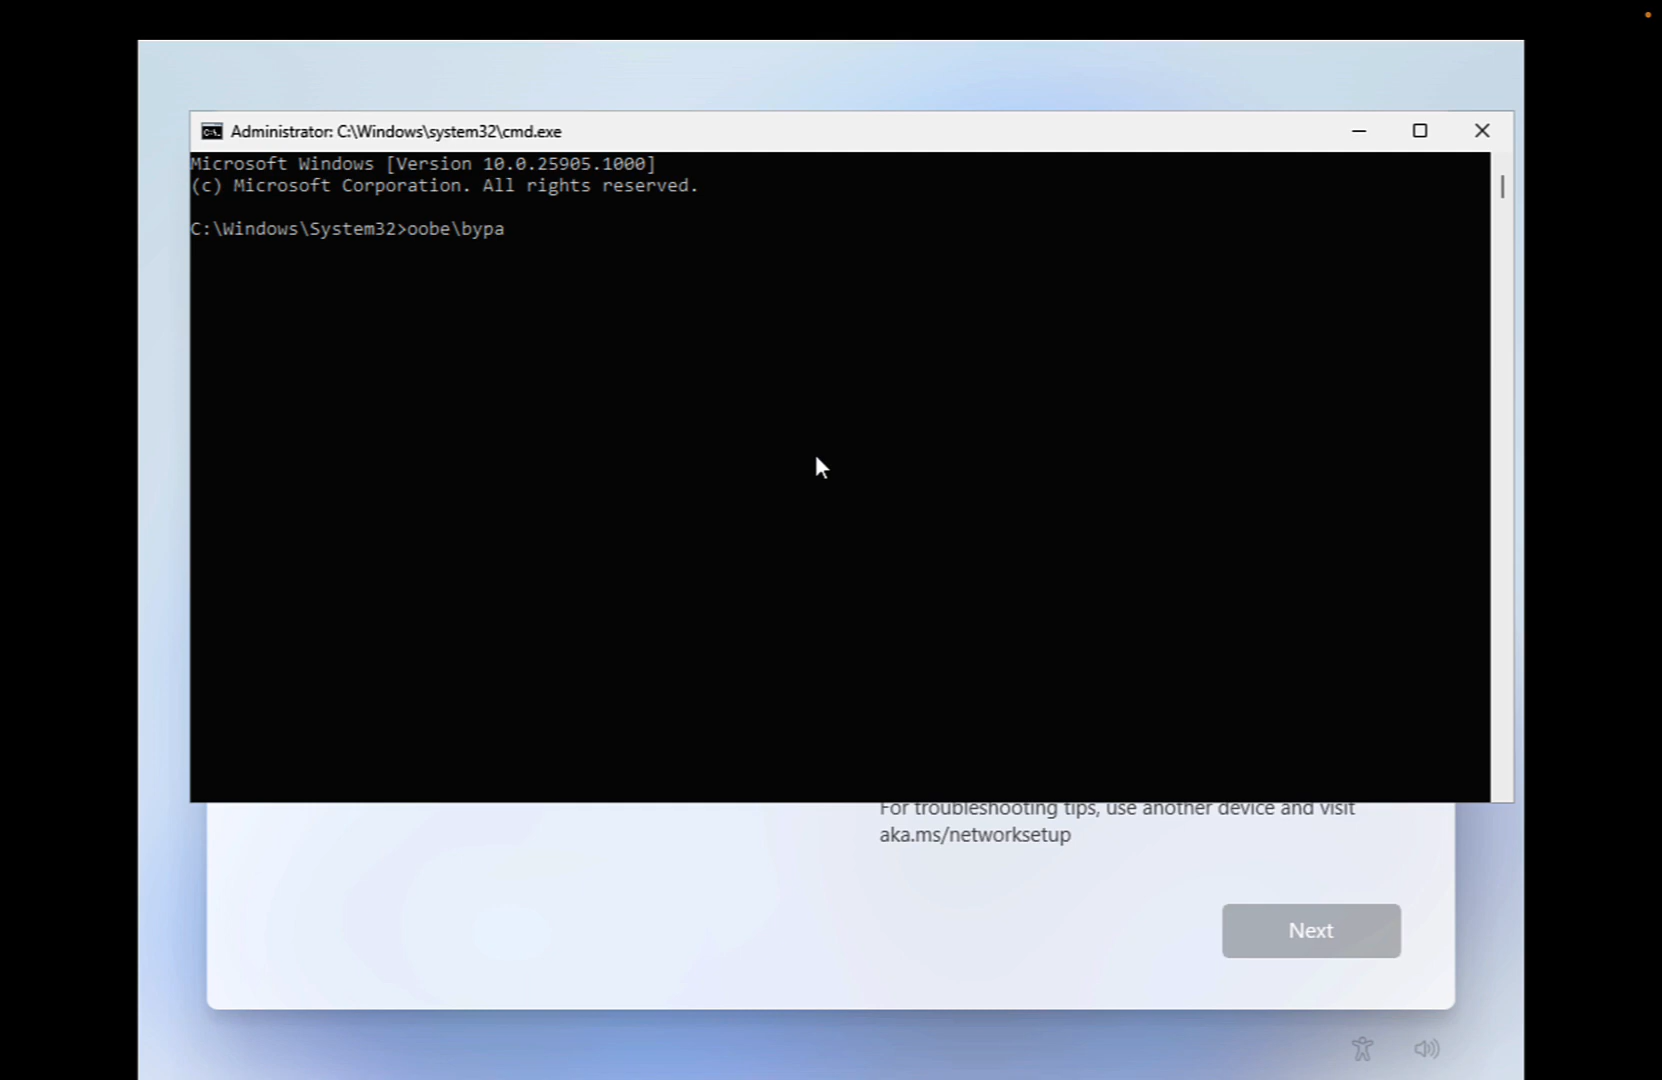 Administrator: C:\Windows\system32\cmd.exe
Microsoft Windows [Version 10.0.25905.1000]
(c) Microsoft Corporation. All rights reserved.
C:\Windows\System32>oobe\bypa
For troubleshooting tips, use another device and visit
aka.ms/networksetup
Next